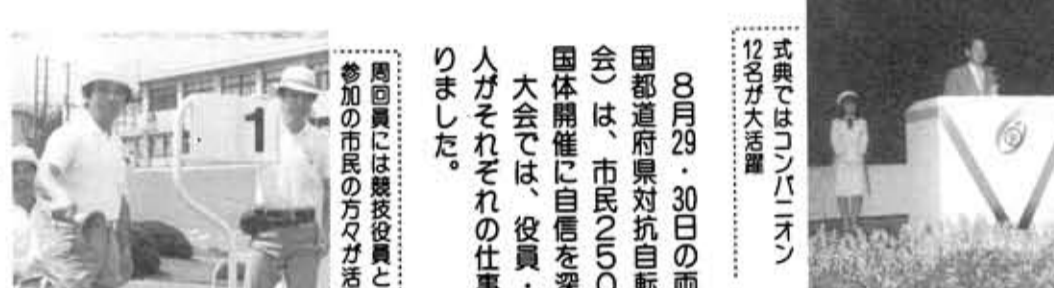 式典ではコンパニオン
12名が大活躍
8月29・30日の両
国都道府県対抗自転
会）は、市民250
国体開催に自信を深
大会では、役員・
人がそれぞれの仕事
りました。
周回員には競技役員と
参加の市民の方々が活
1